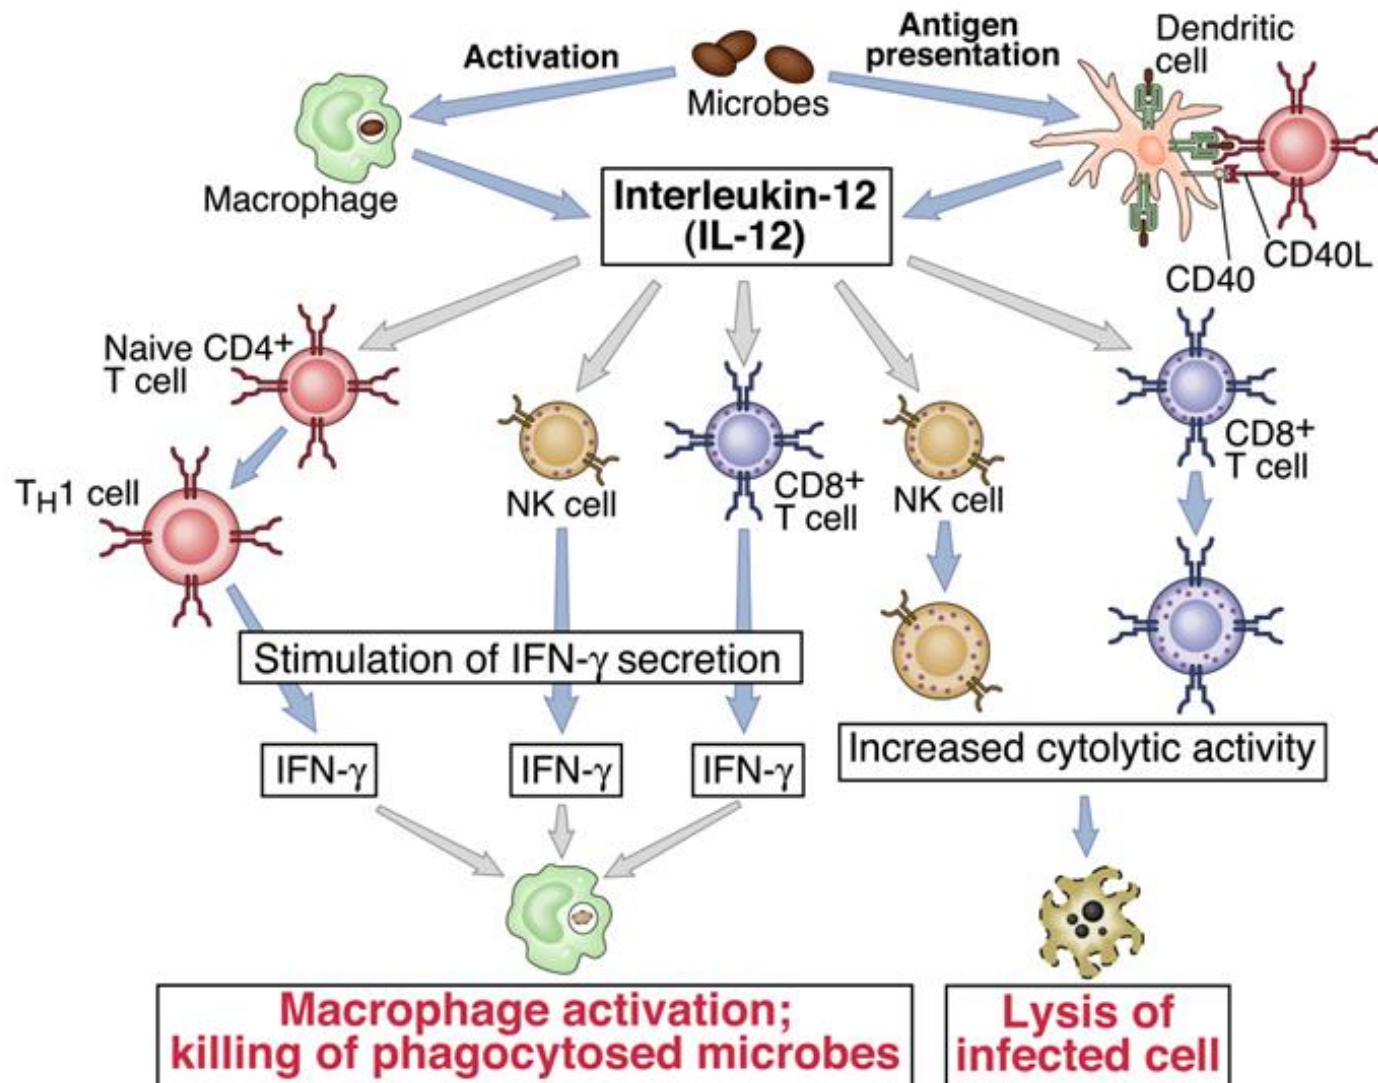 Activation
Microbes
Antigen
presentation
Dendritic
cell
Macrophage
Interleukin-12
(IL-12)
CD40
CD40L
Naive CD4+
T cell
TH1 cell
NK cell
CD8+
T cell
NK cell
CD8+
T cell
Stimulation of IFN-γ secretion
IFN-γ
IFN-γ
IFN-γ
Increased cytolytic activity
Macrophage activation;
killing of phagocytosed microbes
Lysis of
infected cell